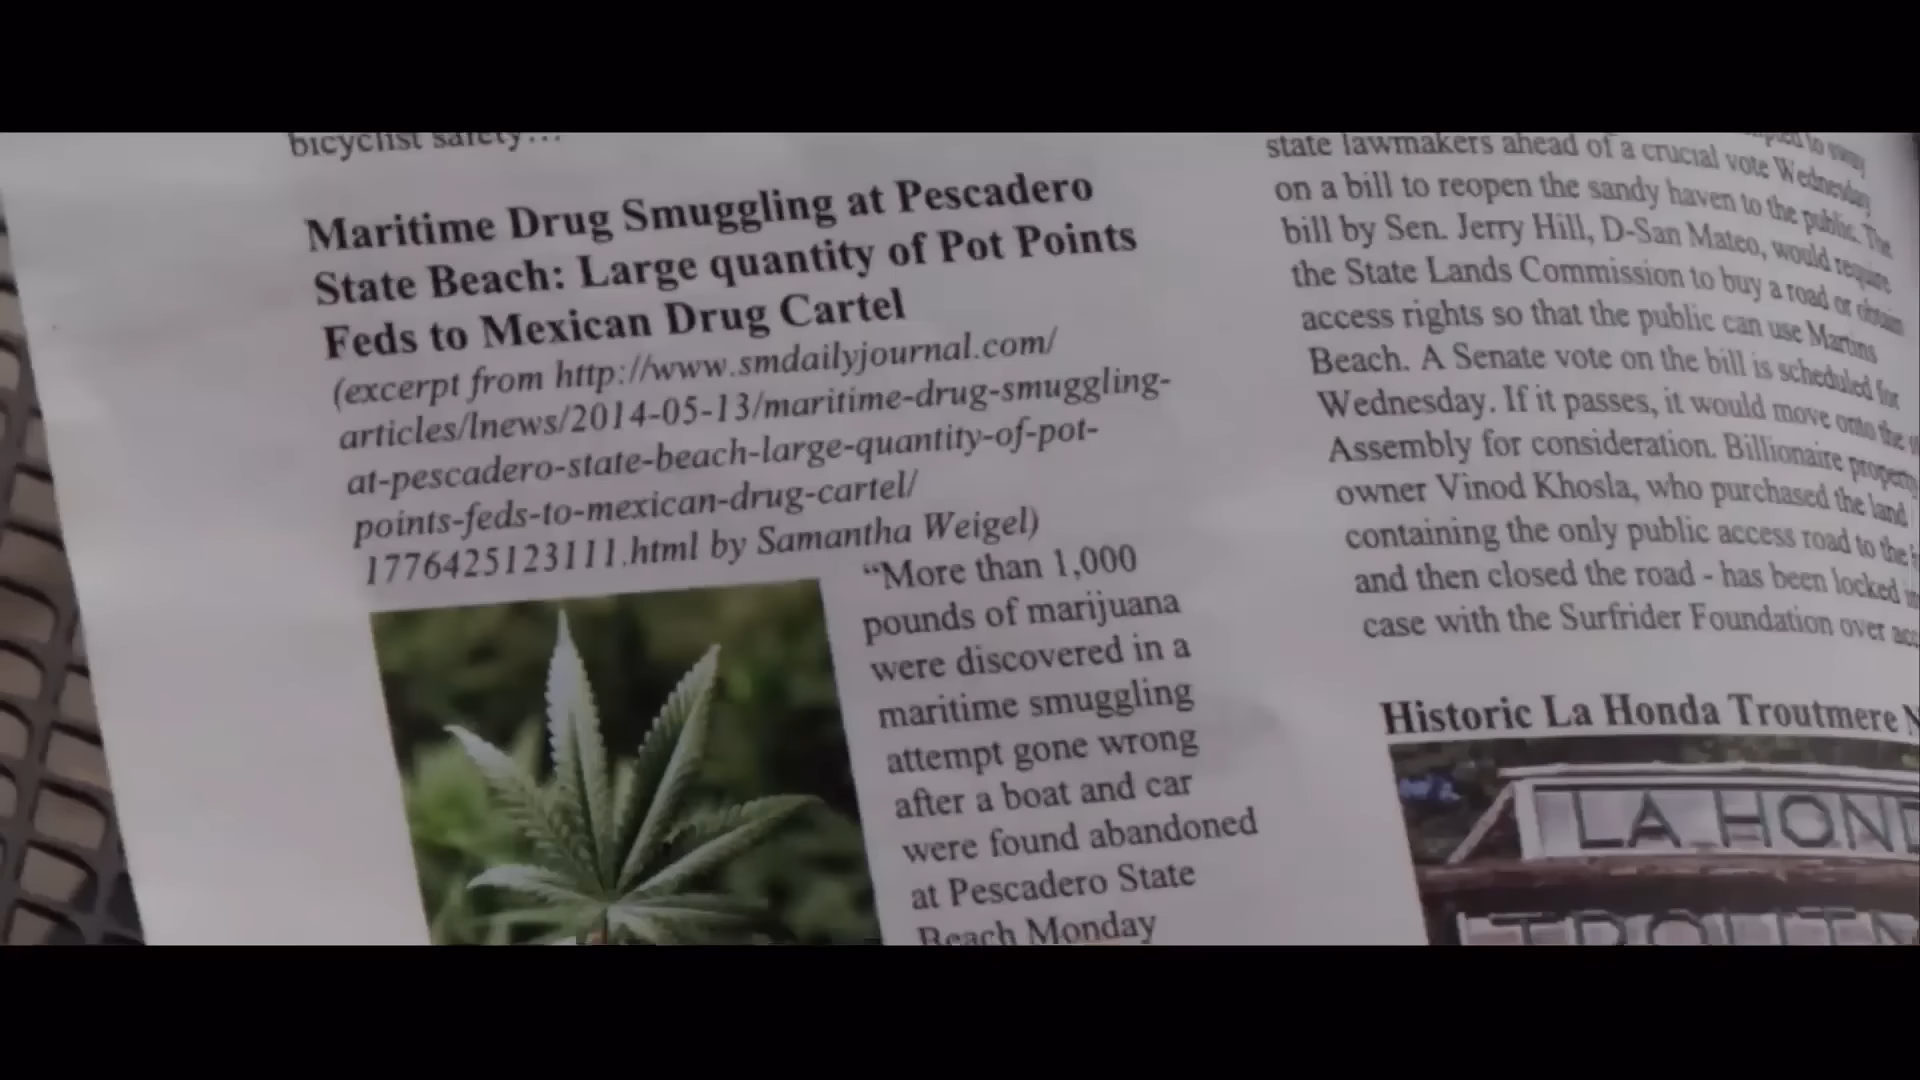 bicyclist safety…
Maritime Drug Smuggling at Pescadero
State Beach: Large quantity of Pot Points
Feds to Mexican Drug Cartel
(excerpt from http://www.smdailyjournal.com/
articles/lnews/2014-05-13/maritime-drug-smuggling-
at-pescadero-state-beach-large-quantity-of-pot-
points-feds-to-mexican-drug-cartel/
1776425123111.html by Samantha Weigel)
“More than 1,000
pounds of marijuana
were discovered in a
maritime smuggling
attempt gone wrong
after a boat and car
were found abandoned
at Pescadero State
Beach Monday
to sway
state lawmakers ahead of a crucial vote Wednesday
on a bill to reopen the sandy haven to the public. The
bill by Sen. Jerry Hill, D-San Mateo, would require
the State Lands Commission to buy a road or obtain
access rights so that the public can use Martins
Beach. A Senate vote on the bill is scheduled for
Wednesday. If it passes, it would move onto the
Assembly for consideration. Billionaire property
owner Vinod Khosla, who purchased the land
containing the only public access road to the
and then closed the road - has been locked
case with the Surfrider Foundation over
Historic La Honda Troutmere
LA HOND